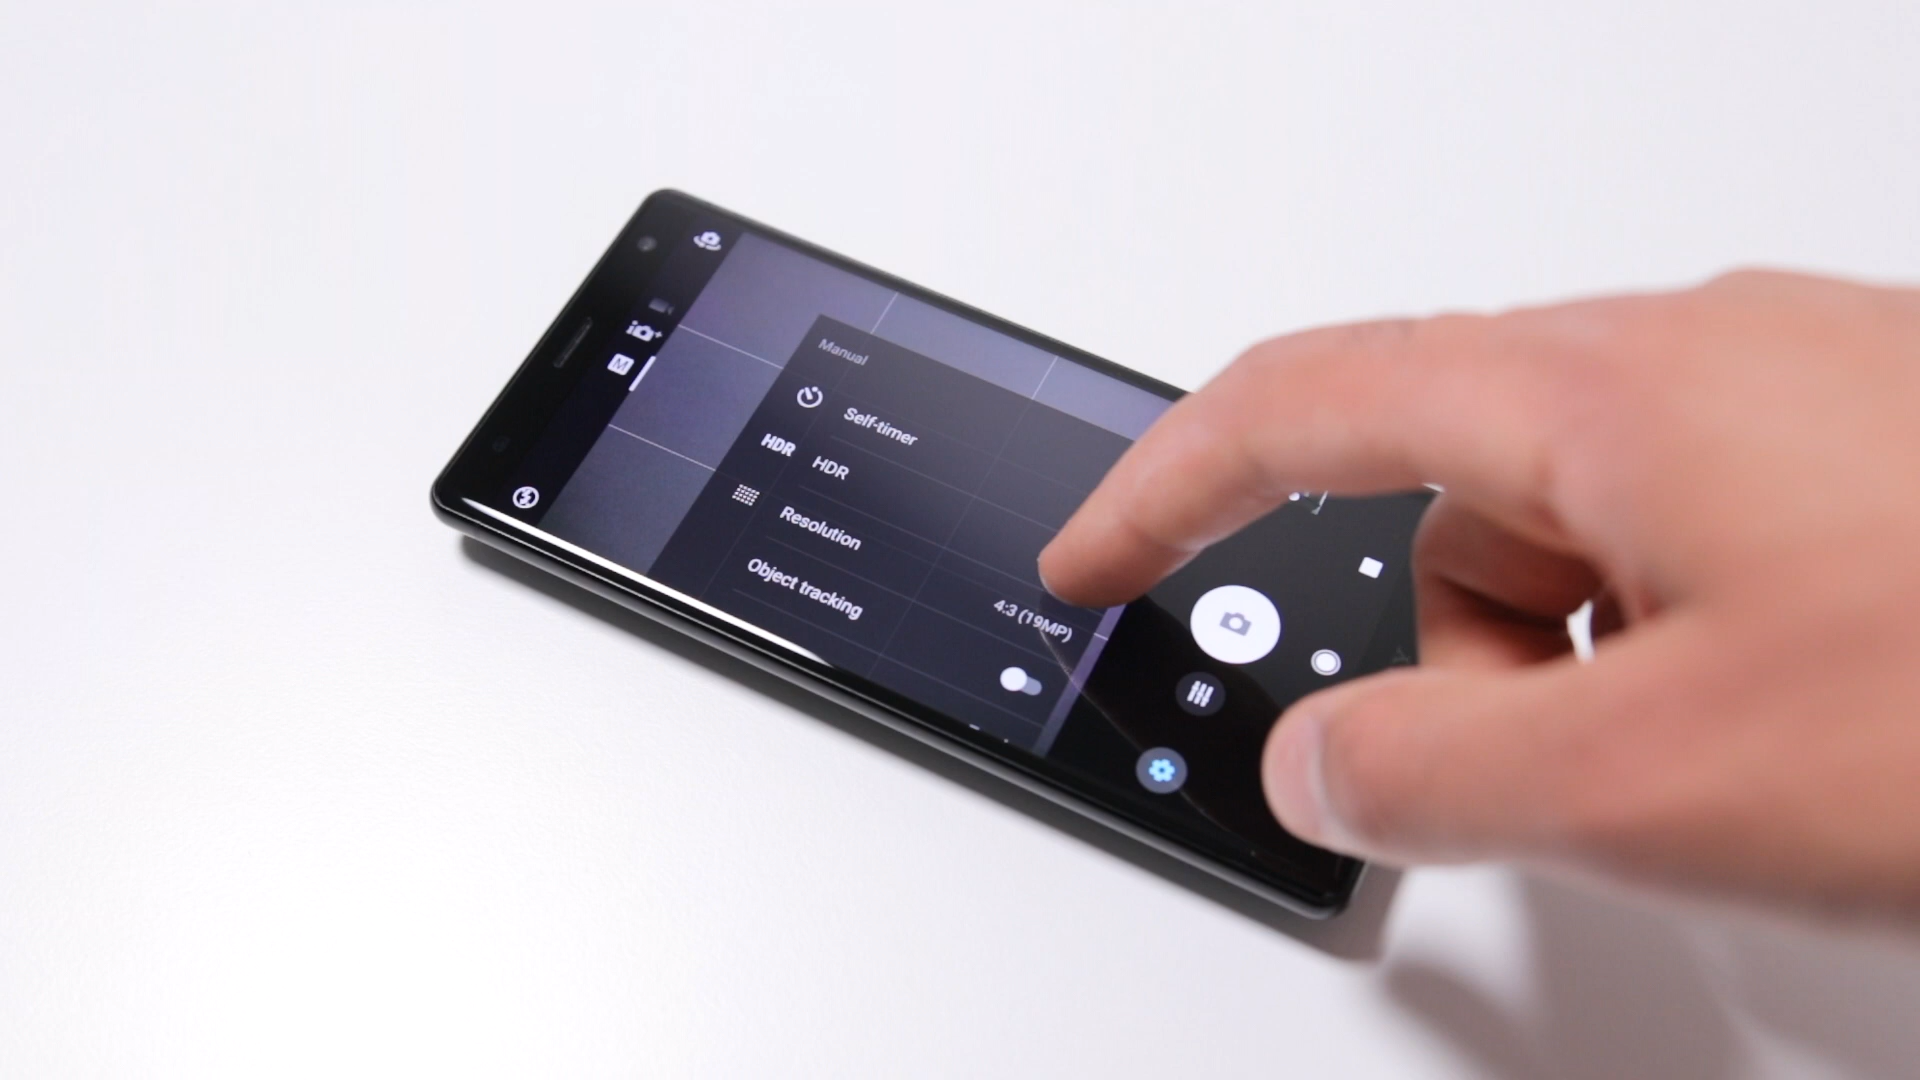 Manual
Self-timer
HDR HDR
Resolution
4:3 (19MP)
Object tracking
M
i